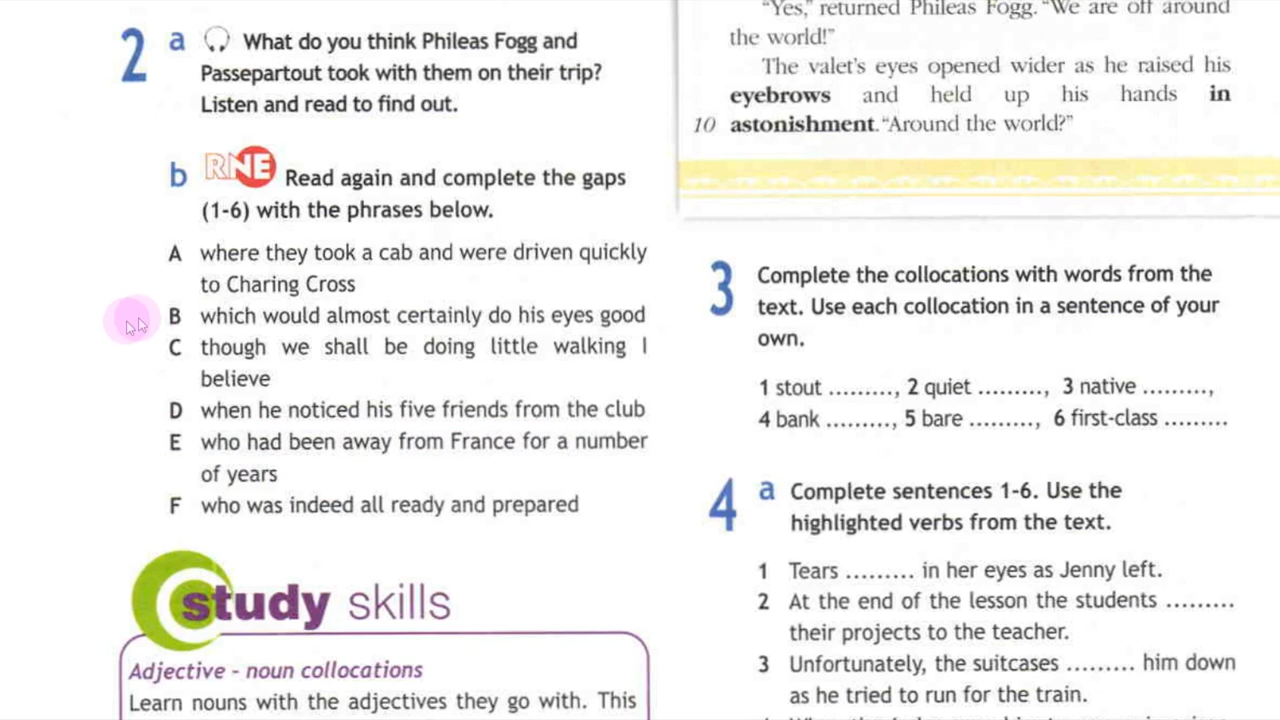 2 a What do you think Phileas Fogg and
Passepartout took with them on their trip?
Listen and read to find out.
b RNE Read again and complete the gaps
(1-6) with the phrases below.
A where they took a cab and were driven quickly
to Charing Cross
B which would almost certainly do his eyes good
C though we shall be doing little walking I
believe
D when he noticed his five friends from the club
E who had been away from France for a number
of years
F who was indeed all ready and prepared
study skills
Adjective - noun collocations
Learn nouns with the adjectives they go with. This
"Yes," returned Phileas Fogg. "We are off around
the world!"
The valet's eyes opened wider as he raised his
eyebrows and held up his hands in
10 astonishment. "Around the world?"
3 Complete the collocations with words from the
text. Use each collocation in a sentence of your
own.
1 stout ........., 2 quiet ........., 3 native .........,
4 bank ........., 5 bare ........., 6 first-class .........
4 a Complete sentences 1-6. Use the
highlighted verbs from the text.
1 Tears ......... in her eyes as Jenny left.
2 At the end of the lesson the students .........
their projects to the teacher.
3 Unfortunately, the suitcases ......... him down
as he tried to run for the train.